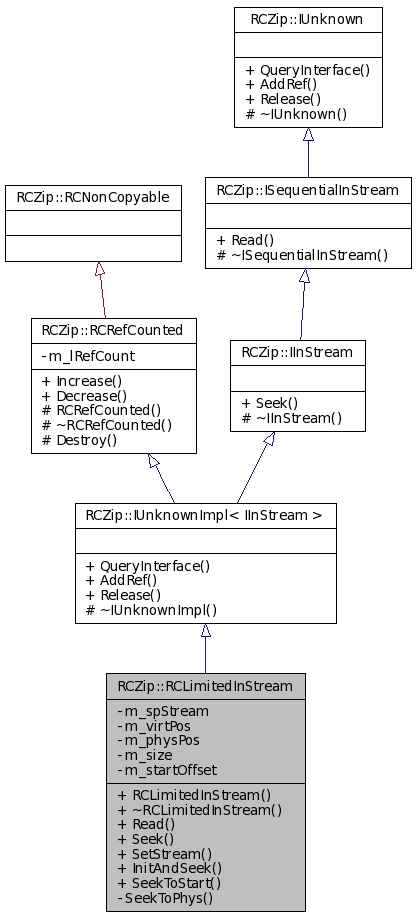 RCZip::IUnknown
+ QueryInterface()
+ AddRef()
+ Release()
# ~IUnknown()
RCZip::RCNonCopyable
RCZip::ISequentialInStream
+ Read()
# ~ISequentialInStream()
RCZip::RCRefCounted
- m_lRefCount
+ Increase()
+ Decrease()
# RCRefCounted()
# ~RCRefCounted()
# Destroy()
RCZip::IInStream
+ Seek()
# ~IInStream()
RCZip::IUnknownImpl< IInStream >
+ QueryInterface()
+ AddRef()
+ Release()
# ~IUnknownImpl()
RCZip::RCLimitedInStream
- m_spStream
- m_virtPos
- m_physPos
- m_size
- m_startOffset
+ RCLimitedInStream()
+ ~RCLimitedInStream()
+ Read()
+ Seek()
+ SetStream()
+ InitAndSeek()
+ SeekToStart()
- SeekToPhys()